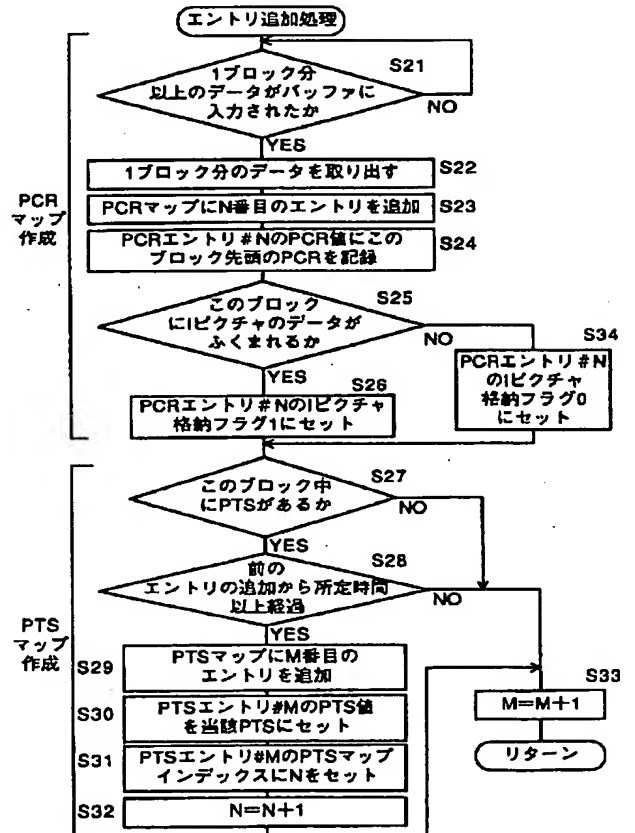 エントリ追加処理
1ブロック分
以上のデータがバッファに
入力されたか
S21
NO
YES
1ブロック分のデータを取り出す
S22
PCRマップにN番目のエントリを追加
S23
PCRエントリ#NのPCR値にこの
ブロック先頭のPCRを記録
S24
PCR
マップ
作成
このブロック
にIピクチャのデータが
ふくまれるか
S25
NO
YES
S26
PCRエントリ#NのIピクチャ
格納フラグ1にセット
S34
PCRエントリ#N
のIピクチャ
格納フラグ0
にセット
このブロック中
にPTSがあるか
S27
NO
YES
S28
前の
エントリの追加から所定時間
以上経過
NO
YES
PTS
マップ
作成
S29
PTSマップにM番目の
エントリを追加
S30
PTSエントリ#MのPTS値
を当該PTSにセット
S31
PTSエントリ#MのPTSマップ
インデックスにNをセット
S32
N=N+1
S33
M=M+1
リターン